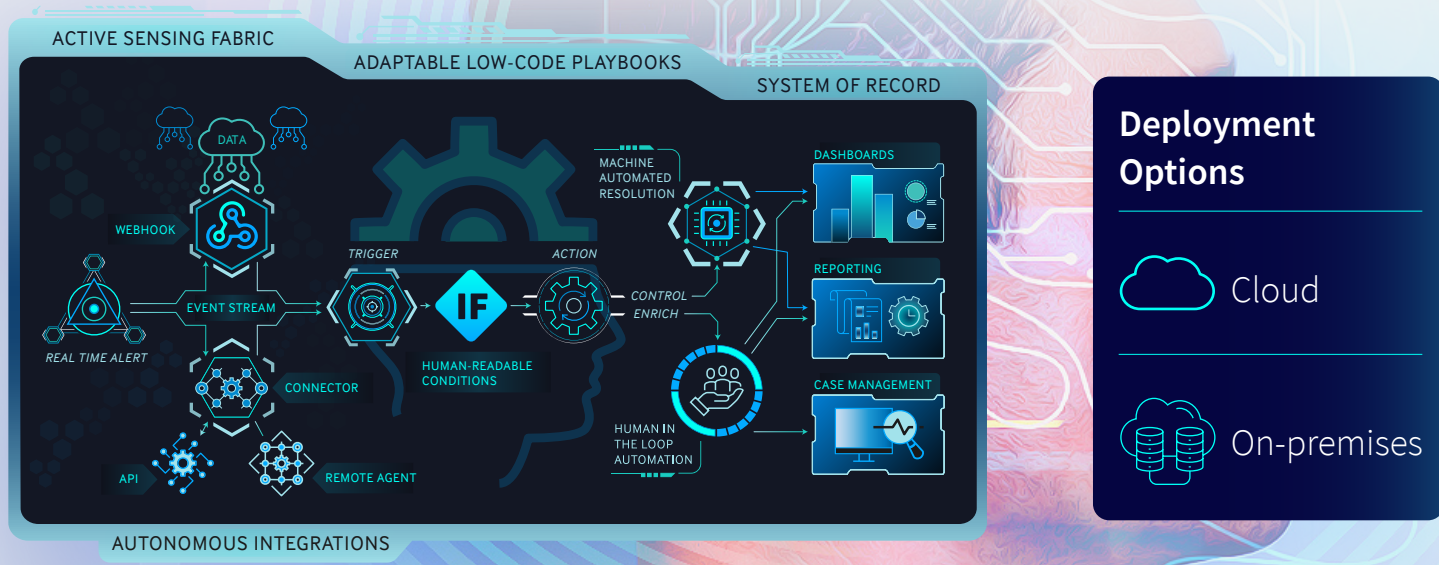 ACTIVE SENSING FABRIC
ADAPTABLE LOW-CODE PLAYBOOKS
SYSTEM OF RECORD
DATA
WEBHOOK
EVENT STREAM
REAL TIME ALERT
CONNECTOR
API
REMOTE AGENT
TRIGGER
IF
HUMAN-READABLE
CONDITIONS
ACTION
CONTROL
ENRICH
MACHINE
AUTOMATED
RESOLUTION
HUMAN IN
THE LOOP
AUTOMATION
DASHBOARDS
REPORTING
CASE MANAGEMENT
AUTONOMOUS INTEGRATIONS
Deployment
Options
Cloud
On-premises